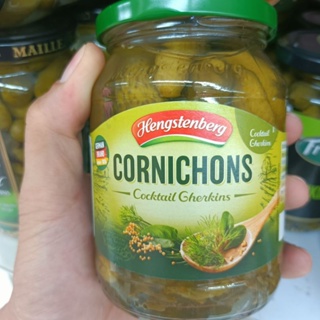 MAILLE
Hengstenberg
Cocktail
Gherkins
CORNICHONS
Cocktail Gherkins